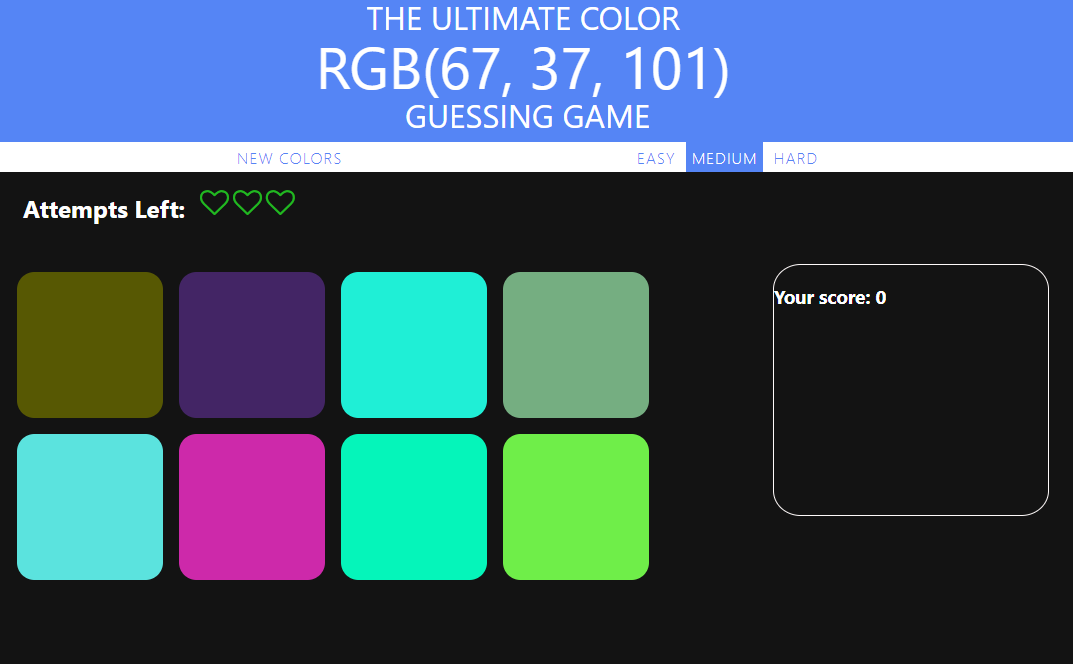 THE ULTIMATE COLOR
RGB(67, 37, 101)
GUESSING GAME
NEW COLORS EASY MEDIUM HARD
Attempts Left:
Your score: 0